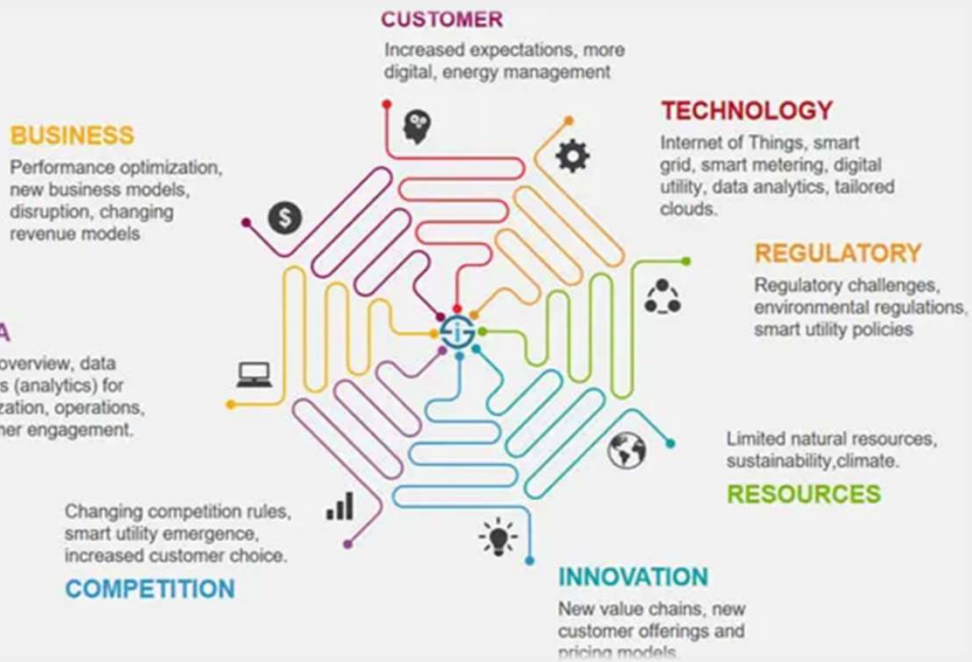 CUSTOMER
Increased expectations, more
digital, energy management
TECHNOLOGY
Internet of Things, smart
grid, smart metering, digital
utility, data analytics, tailored
clouds.
BUSINESS
Performance optimization,
new business models,
disruption, changing
revenue models
$
REGULATORY
Regulatory challenges,
environmental regulations,
smart utility policies
A
overview, data
s (analytics) for
zation, operations,
ner engagement.
Limited natural resources,
sustainability,climate.
RESOURCES
Changing competition rules,
smart utility emergence,
increased customer choice.
COMPETITION
INNOVATION
New value chains, new
customer offerings and
pricing models.